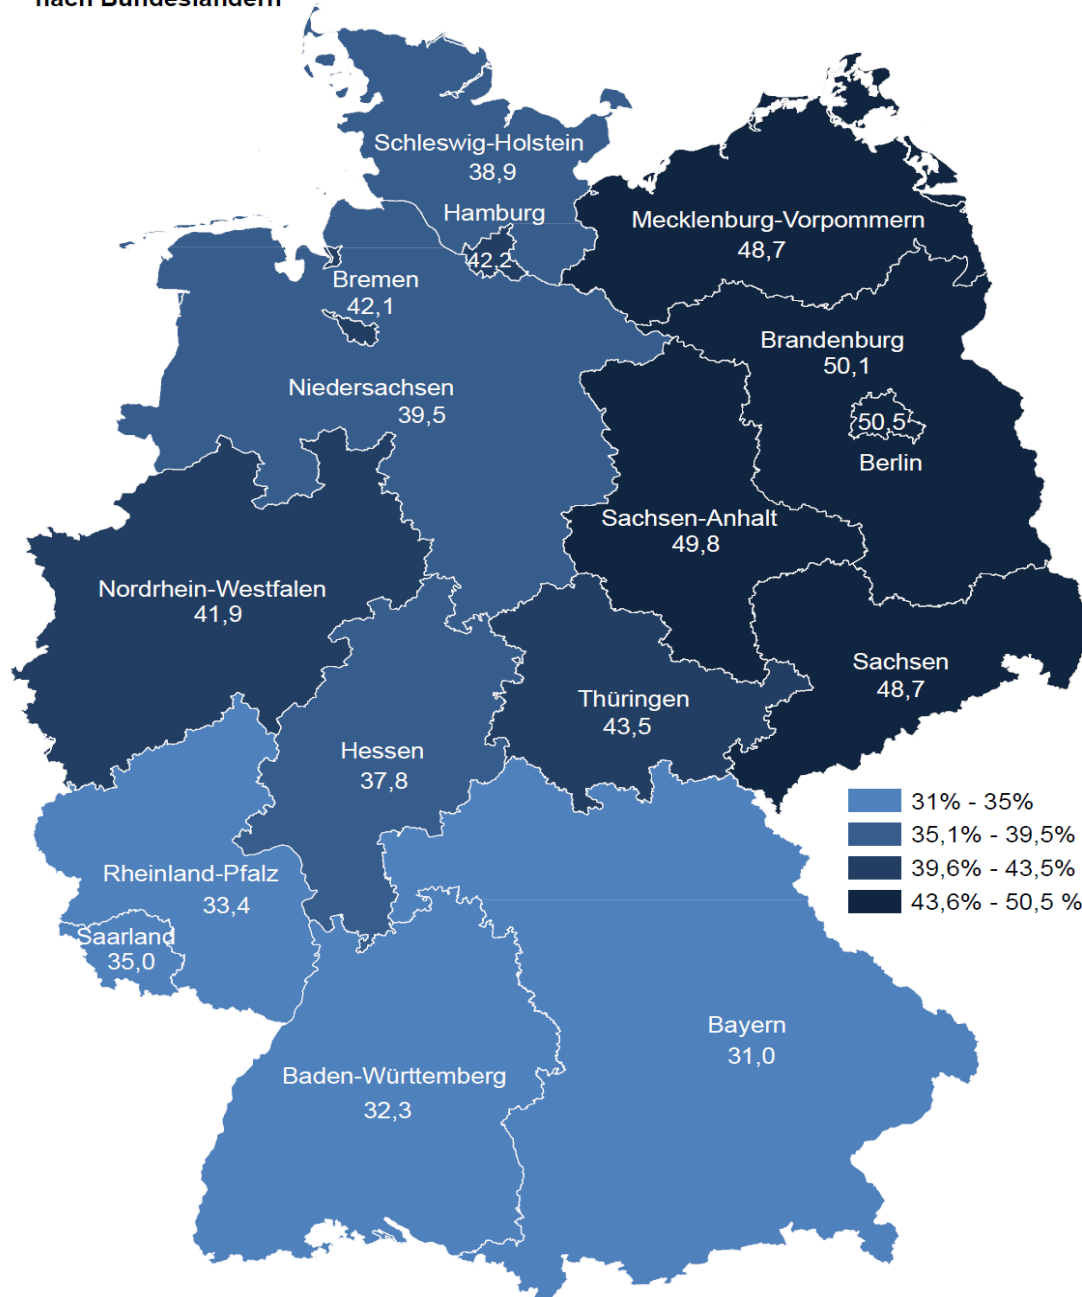 nach Bundesländern
Schleswig-Holstein
38,9
Hamburg
42,2
Mecklenburg-Vorpommern
48,7
Bremen
42,1
Brandenburg
50,1
Niedersachsen
39,5
50,5
Berlin
Sachsen-Anhalt
49,8
Nordrhein-Westfalen
41,9
Sachsen
48,7
Thüringen
43,5
Hessen
37,8
31% - 35%
35,1% - 39,5%
39,6% - 43,5%
43,6% - 50,5 %
Rheinland-Pfalz
33,4
Saarland
35,0
Bayern
31,0
Baden-Württemberg
32,3